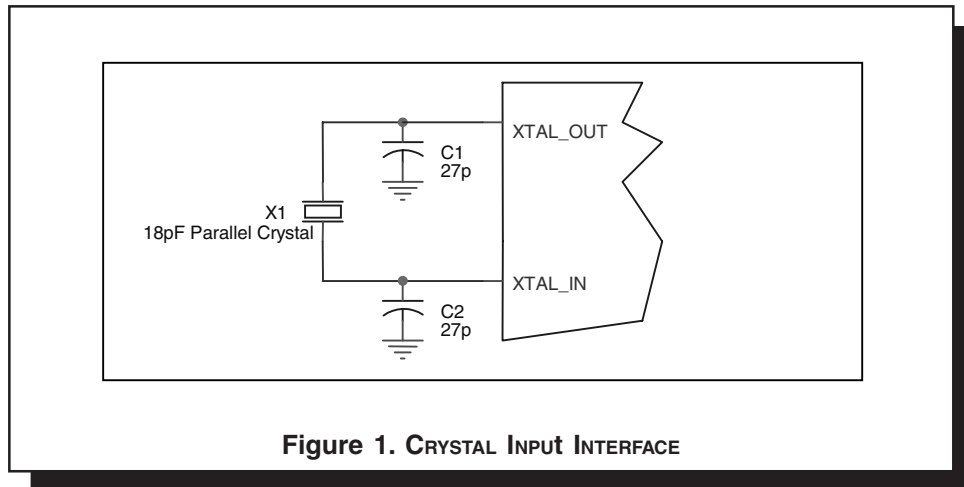 XTAL_OUT
C1
27p
X1
18pF Parallel Crystal
XTAL_IN
C2
27p
Figure 1. CRYSTAL INPUt INTERFACE